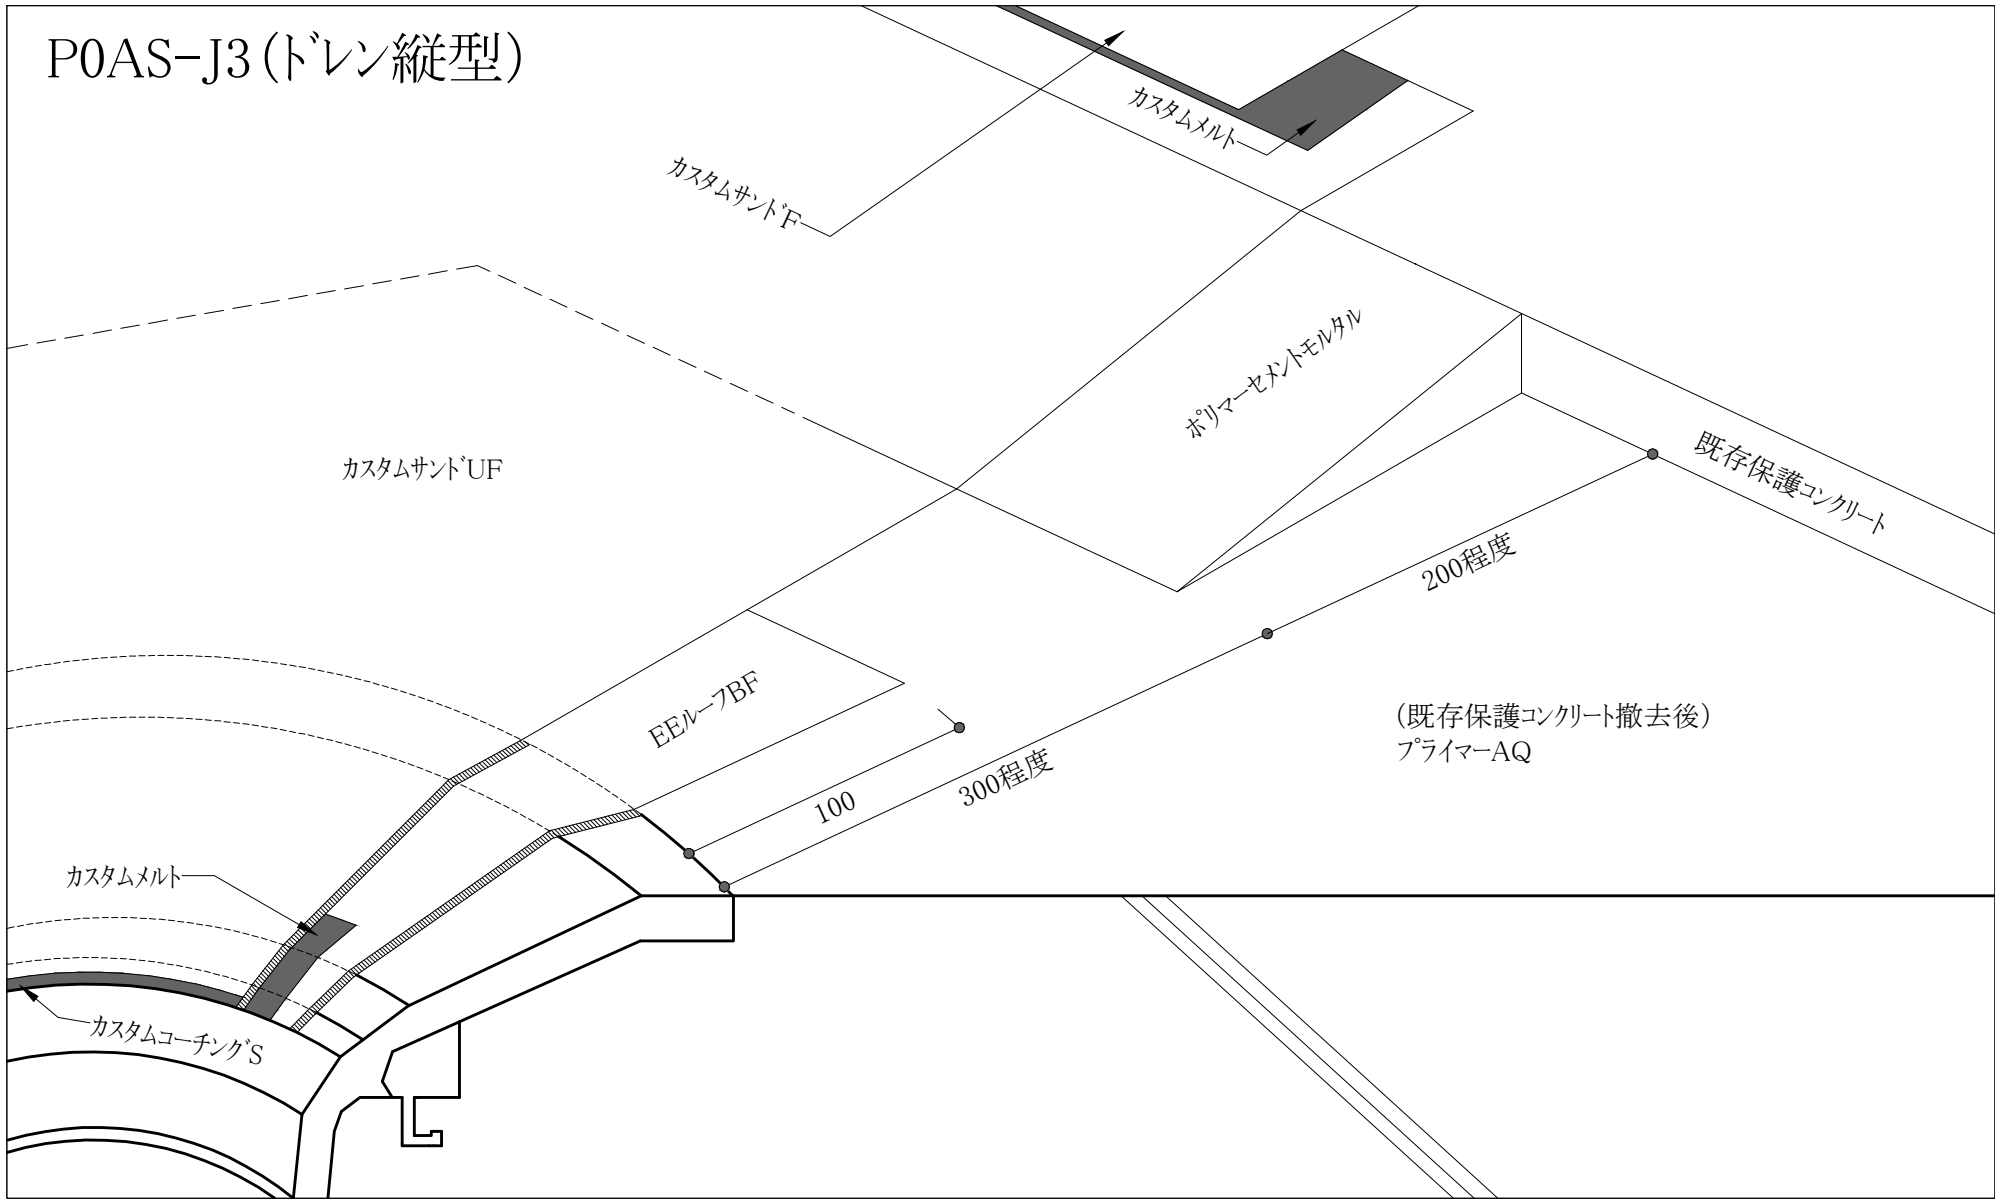 P0AS-J3(ドレン縦型)
カスタムメルト
カスタムサンドF
ポリマーセメントモルタル
既存保護コンクリート
カスタムサンドUF
200程度
EEルーフBF
(既存保護コンクリート撤去後)
プライマーAQ
300程度
100
カスタムメルト
カスタムコーチングS